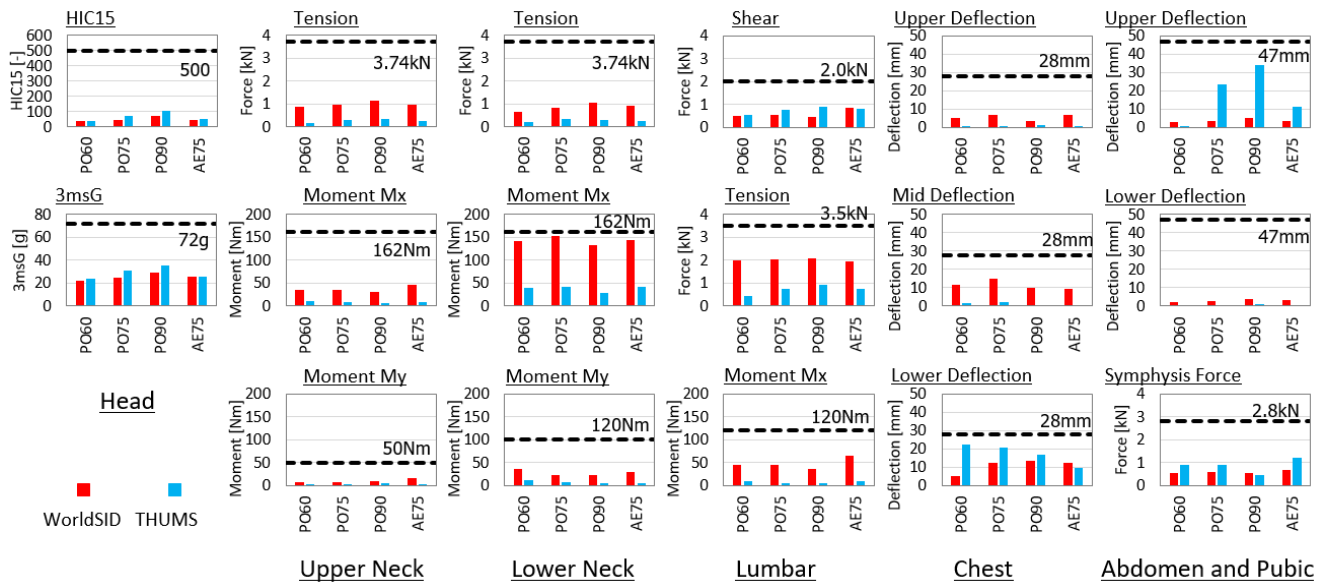 HIC15
HIC15 [-]
600
500
400
300
200
100
0
500
PO60
PO75
PO90
AE75
Tension
Force [kN]
4
3
2
1
0
3.74kN
PO60
PO75
PO90
AE75
Tension
Force [kN]
4
3
2
1
0
3.74kN
PO60
PO75
PO90
AE75
Shear
Force [kN]
4
3
2
1
0
2.0kN
PO60
PO75
PO90
AE75
Upper Deflection
Deflection [mm]
50
40
30
20
10
0
28mm
PO60
PO75
PO90
AE75
Upper Deflection
Deflection [mm]
50
40
30
20
10
0
47mm
PO60
PO75
PO90
AE75
3msG
3msG [g]
80
60
40
20
0
72g
PO60
PO75
PO90
AE75
Moment Mx
Moment [Nm]
200
150
100
50
0
162Nm
PO60
PO75
PO90
AE75
Moment Mx
Moment [Nm]
200
150
100
50
0
162Nm
PO60
PO75
PO90
AE75
Tension
Force [kN]
4
3
2
1
0
3.5kN
PO60
PO75
PO90
AE75
Mid Deflection
Deflection [mm]
50
40
30
20
10
0
28mm
PO60
PO75
PO90
AE75
Lower Deflection
Deflection [mm]
50
40
30
20
10
0
47mm
PO60
PO75
PO90
AE75
Head
WorldSID
THUMS
Moment My
Moment [Nm]
200
150
100
50
0
50Nm
PO60
PO75
PO90
AE75
Moment My
Moment [Nm]
200
150
100
50
0
120Nm
PO60
PO75
PO90
AE75
Moment Mx
Moment [Nm]
200
150
100
50
0
120Nm
PO60
PO75
PO90
AE75
Lower Deflection
Deflection [mm]
50
40
30
20
10
0
28mm
PO60
PO75
PO90
AE75
Symphysis Force
Force [kN]
4
3
2
1
0
2.8kN
PO60
PO75
PO90
AE75
Upper Neck
Lower Neck
Lumbar
Chest
Abdomen and Pubic